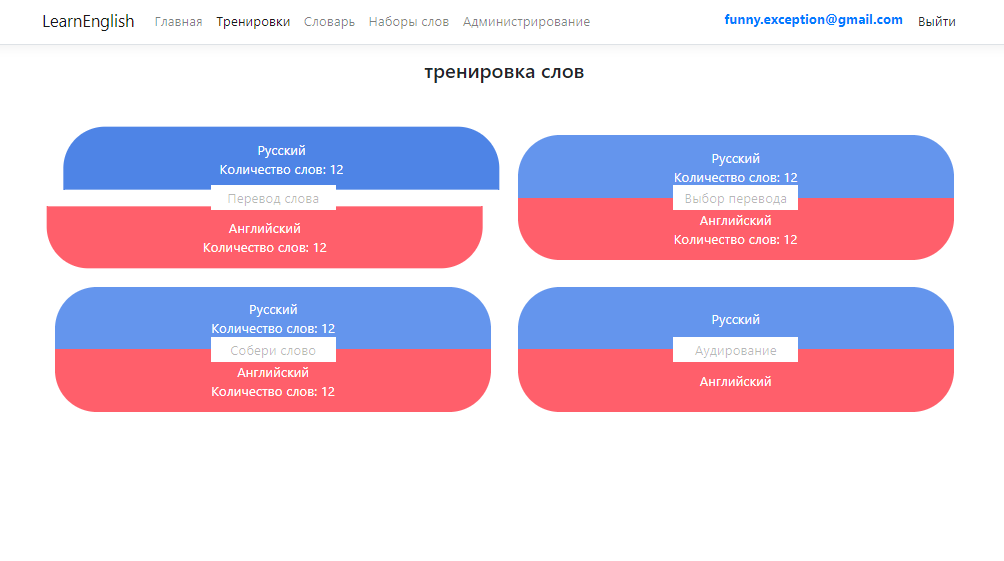 LearnEnglish Главная Тренировки Словарь Наборы слов Администрирование funny.exception@gmail.com Выйти
тренировка слов
Русский
Количество слов: 12
Перевод слова
Английский
Количество слов: 12
Русский
Количество слов: 12
Выбор перевода
Английский
Количество слов: 12
Русский
Количество слов: 12
Собери слово
Английский
Количество слов: 12
Русский
Аудирование
Английский